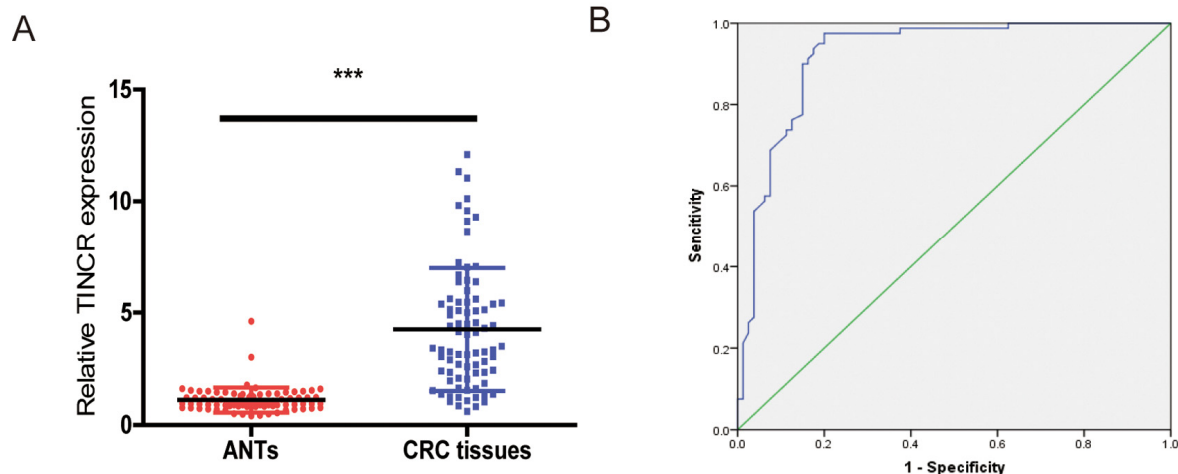 A
***
Relative TINCR expression
15
10
5
0
ANTs
CRC tissues
B
Sencitivity
1.0
0.8
0.6
0.4
0.2
0.0
0.0 0.2 0.4 0.6 0.8 1.0
1 - Specificity